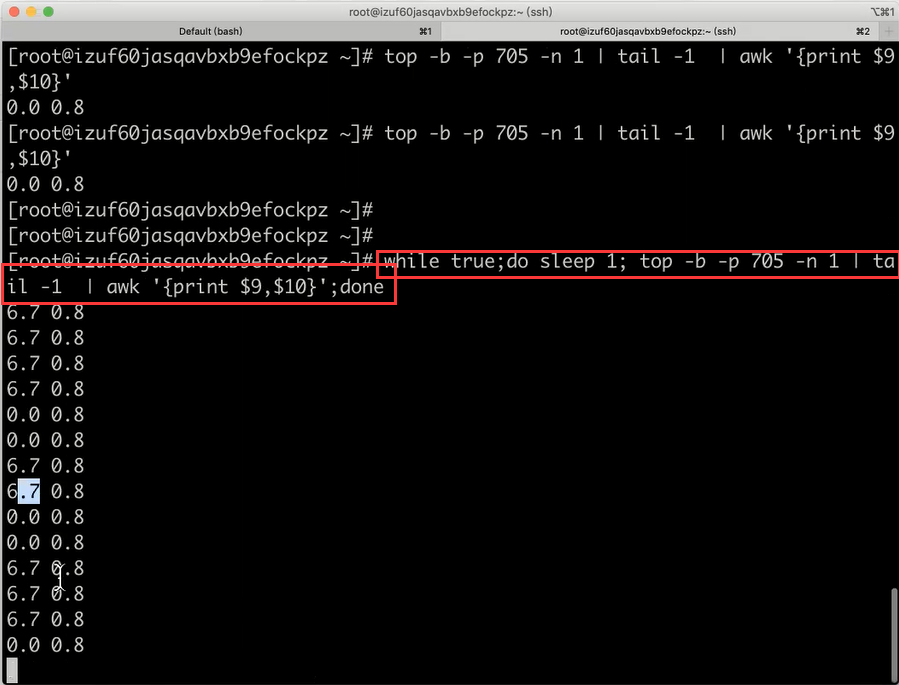 root@izuf60jasqavbxb9efockpz:~ (ssh)
⌥⌘1
Default (bash)
⌘1
root@izuf60jasqavbxb9efockpz:~ (ssh)
⌘2
+
[root@izuf60jasqavbxb9efockpz ~]# top -b -p 705 -n 1 | tail -1  | awk '{print $9
,$10}'
0.0 0.8
[root@izuf60jasqavbxb9efockpz ~]# top -b -p 705 -n 1 | tail -1  | awk '{print $9
,$10}'
0.0 0.8
[root@izuf60jasqavbxb9efockpz ~]#
[root@izuf60jasqavbxb9efockpz ~]#
[root@izuf60jasqavbxb9efockpz ~]# while true;do sleep 1; top -b -p 705 -n 1 | ta
il -1  | awk '{print $9,$10}';done
6.7 0.8
6.7 0.8
6.7 0.8
6.7 0.8
0.0 0.8
0.0 0.8
6.7 0.8
6.7 0.8
0.0 0.8
0.0 0.8
6.7 0.8
6.7 0.8
6.7 0.8
0.0 0.8